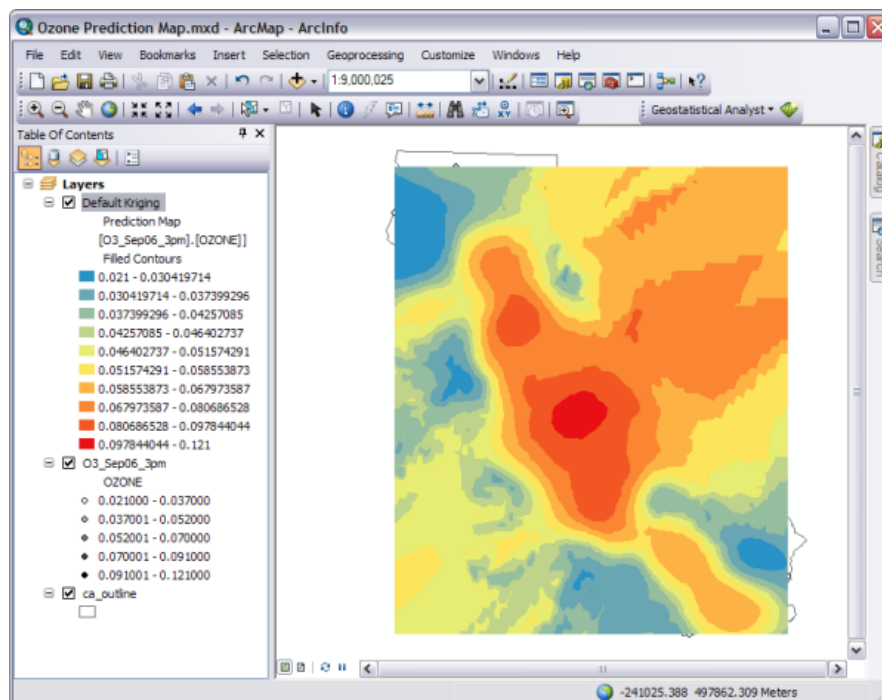 Ozone Prediction Map.mxd - ArcMap - ArcInfo
File Edit View Bookmarks Insert Selection Geoprocessing Customize Windows Help
1:9,000,025
Geostatistical Analyst
Table Of Contents
Layers
Default Kriging
Prediction Map
[O3_Sep06_3pm].[OZONE]]
Filled Contours
0.021 - 0.030419714
0.030419714 - 0.037399296
0.037399296 - 0.04257085
0.04257085 - 0.046402737
0.046402737 - 0.051574291
0.051574291 - 0.058553873
0.058553873 - 0.067973587
0.067973587 - 0.080686528
0.080686528 - 0.097844044
0.097844044 - 0.121
O3_Sep06_3pm
OZONE
0.021000 - 0.037000
0.037001 - 0.052000
0.052001 - 0.070000
0.070001 - 0.091000
0.091001 - 0.121000
ca_outline
Catalog
Search
-241025.388 497862.309 Meters